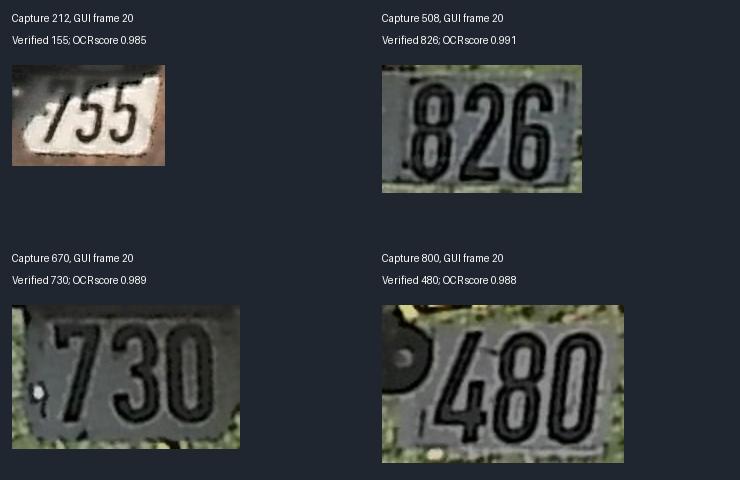 Capture 212, GUI frame 20
Verified 155; OCRscore 0.985
755
Capture 508, GUI frame 20
Verified 826; OCRscore 0.991
826
Capture 670, GUI frame 20
Verified 730; OCRscore 0.989
730
Capture 800, GUI frame 20
Verified 480; OCRscore 0.988
480